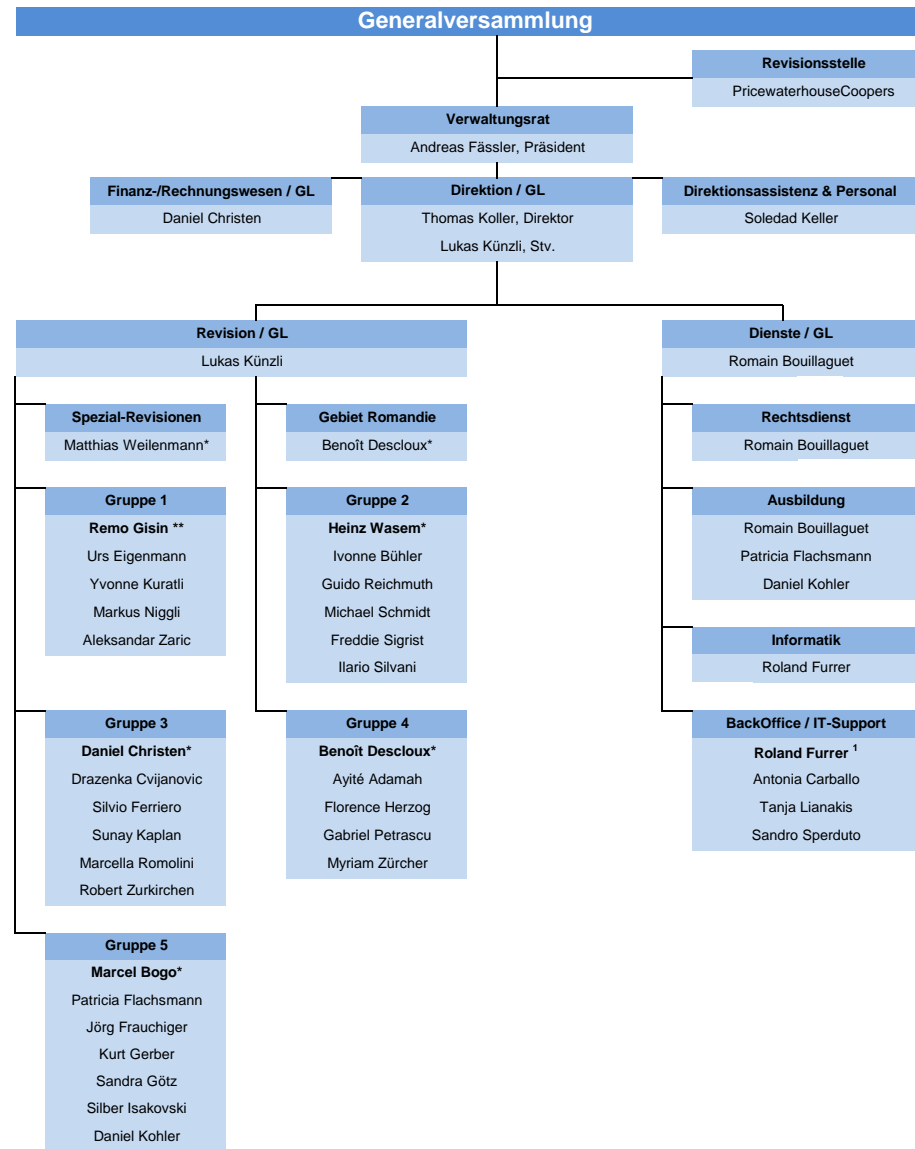 Generalversammlung
Revisionsstelle
PricewaterhouseCoopers
Verwaltungsrat
Andreas Fässler, Präsident
Finanz-/Rechnungswesen / GL
Daniel Christen
Direktion / GL
Thomas Koller, Direktor
Lukas Künzli, Stv.
Direktionsassistenz & Personal
Soledad Keller
Revision / GL
Lukas Künzli
Spezial-Revisionen
Matthias Weilenmann*
Gruppe 1
Remo Gisin **
Urs Eigenmann
Yvonne Kuratli
Markus Niggli
Aleksandar Zaric
Gruppe 3
Daniel Christen*
Drazenka Cvijanovic
Silvio Ferriero
Sunay Kaplan
Marcella Romolini
Robert Zurkirchen
Gruppe 5
Marcel Bogo*
Patricia Flachsmann
Jörg Frauchiger
Kurt Gerber
Sandra Götz
Silber Isakovski
Daniel Kohler
Gebiet Romandie
Benoît Descloux*
Gruppe 2
Heinz Wasem*
Ivonne Bühler
Guido Reichmuth
Michael Schmidt
Freddie Sigrist
Ilario Silvani
Gruppe 4
Benoît Descloux*
Ayité Adamah
Florence Herzog
Gabriel Petrascu
Myriam Zürcher
Dienste / GL
Romain Bouillaguet
Rechtsdienst
Romain Bouillaguet
Ausbildung
Romain Bouillaguet
Patricia Flachsmann
Daniel Kohler
Informatik
Roland Furrer
BackOffice / IT-Support
Roland Furrer ¹
Antonia Carballo
Tanja Lianakis
Sandro Sperduto